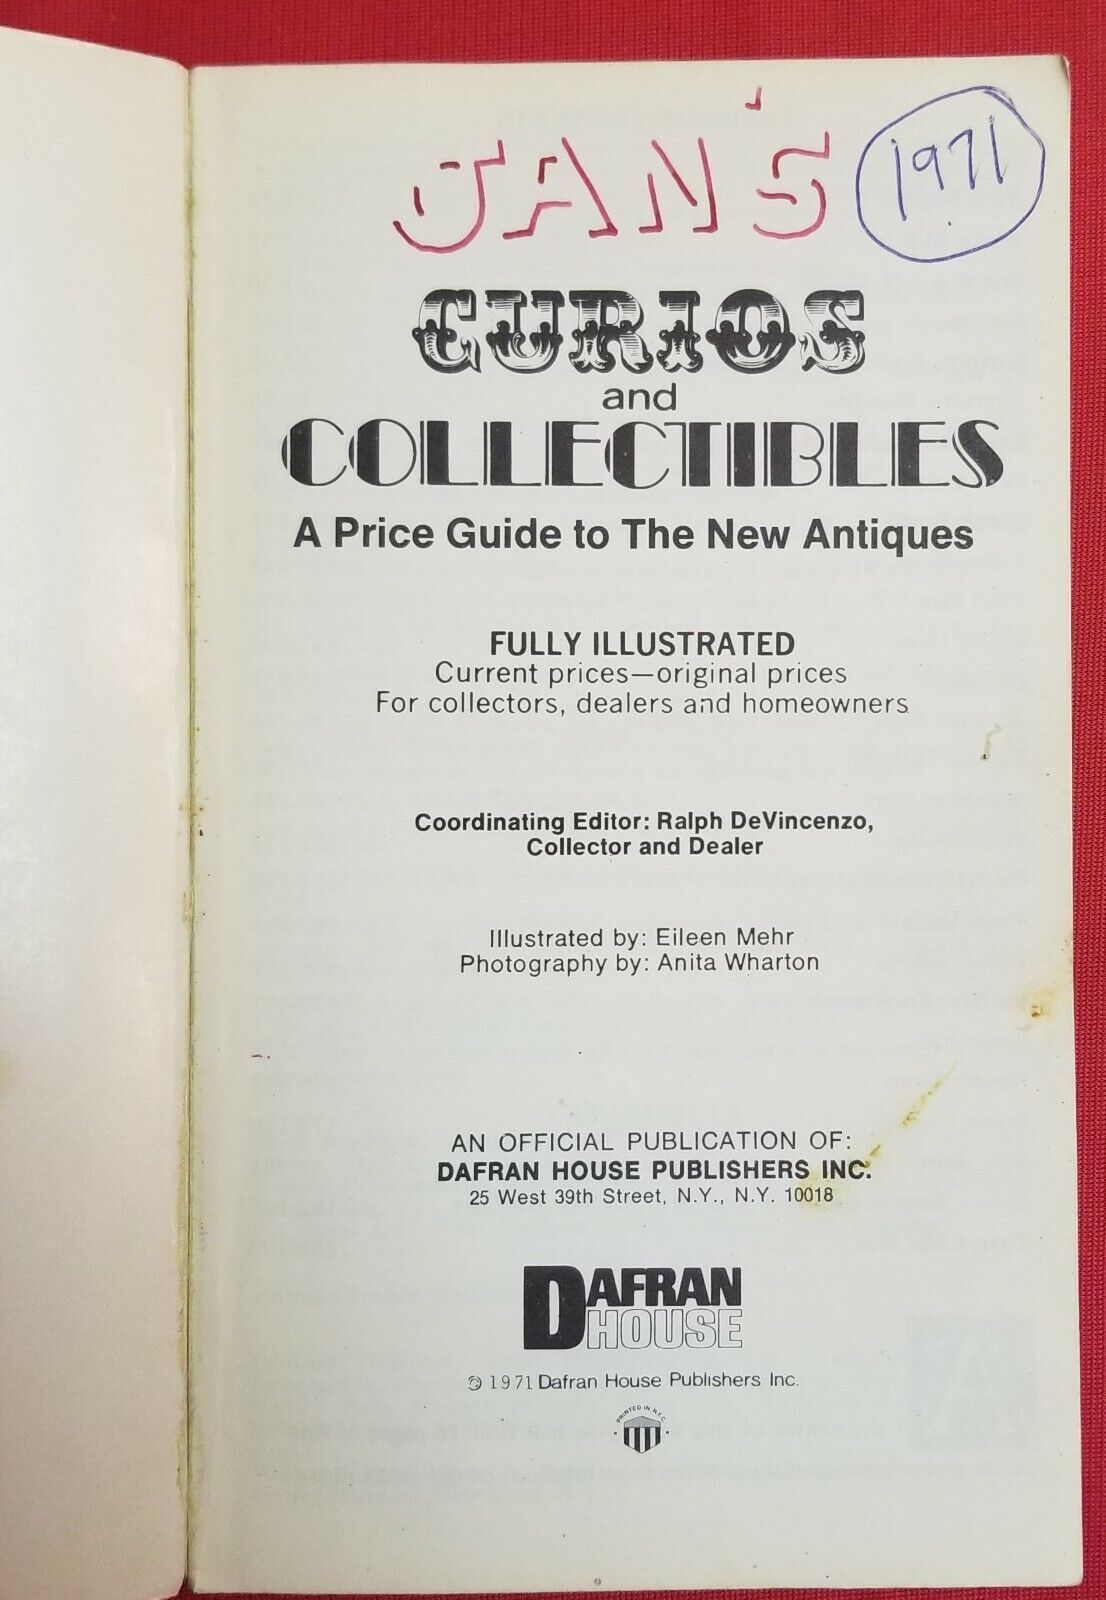 JAN'S
1971
CURIOS
and
COLLECTIBLES
A Price Guide to The New Antiques
FULLY ILLUSTRATED
Current prices—original prices
For collectors, dealers and homeowners
Coordinating Editor: Ralph DeVincenzo,
Collector and Dealer
Illustrated by: Eileen Mehr
Photography by: Anita Wharton
AN OFFICIAL PUBLICATION OF:
DAFRAN HOUSE PUBLISHERS INC.
25 West 39th Street, N.Y., N.Y. 10018
DAFRAN
HOUSE
© 1971 Dafran House Publishers Inc.
PRINTED IN N.Y.C.